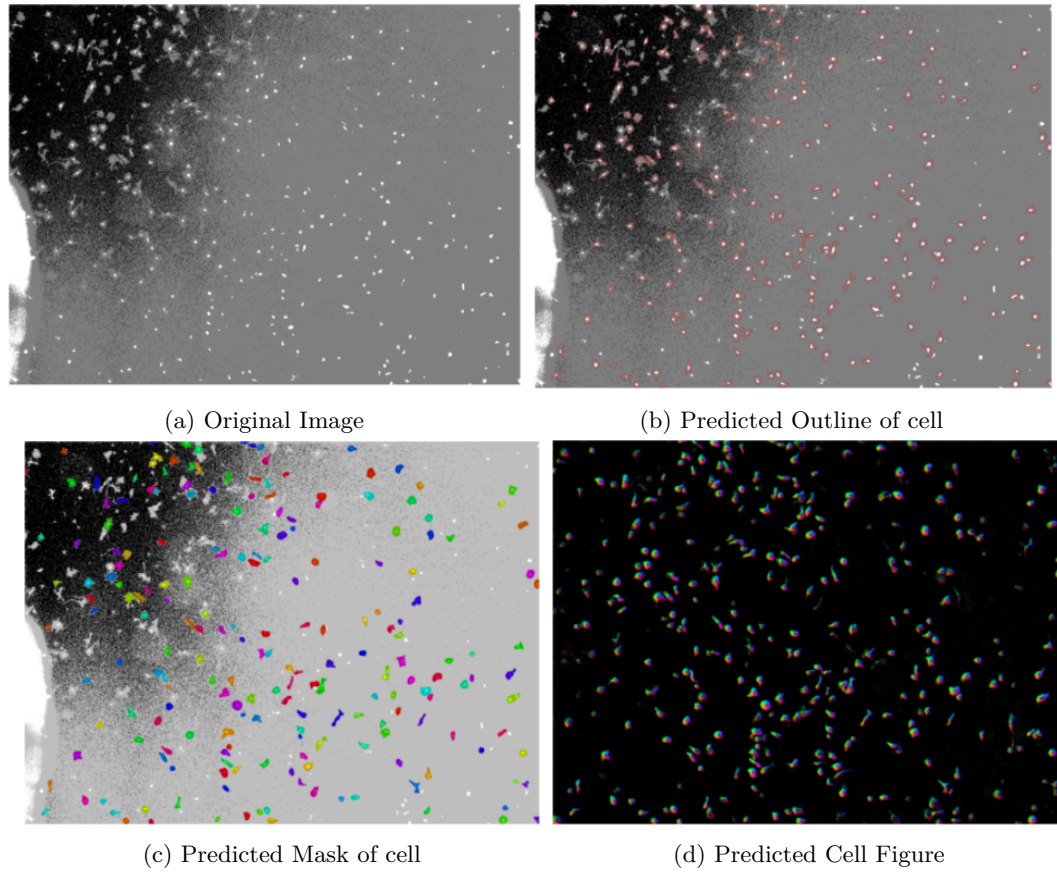 (a) Original Image
(b) Predicted Outline of cell
(c) Predicted Mask of cell
(d) Predicted Cell Figure